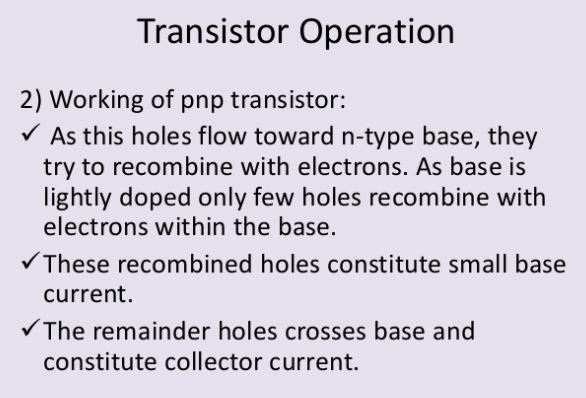 Transistor Operation
2) Working of pnp transistor:
✓ As this holes flow toward n-type base, they
try to recombine with electrons. As base is
lightly doped only few holes recombine with
electrons within the base.
✓These recombined holes constitute small base
current.
✓The remainder holes crosses base and
constitute collector current.